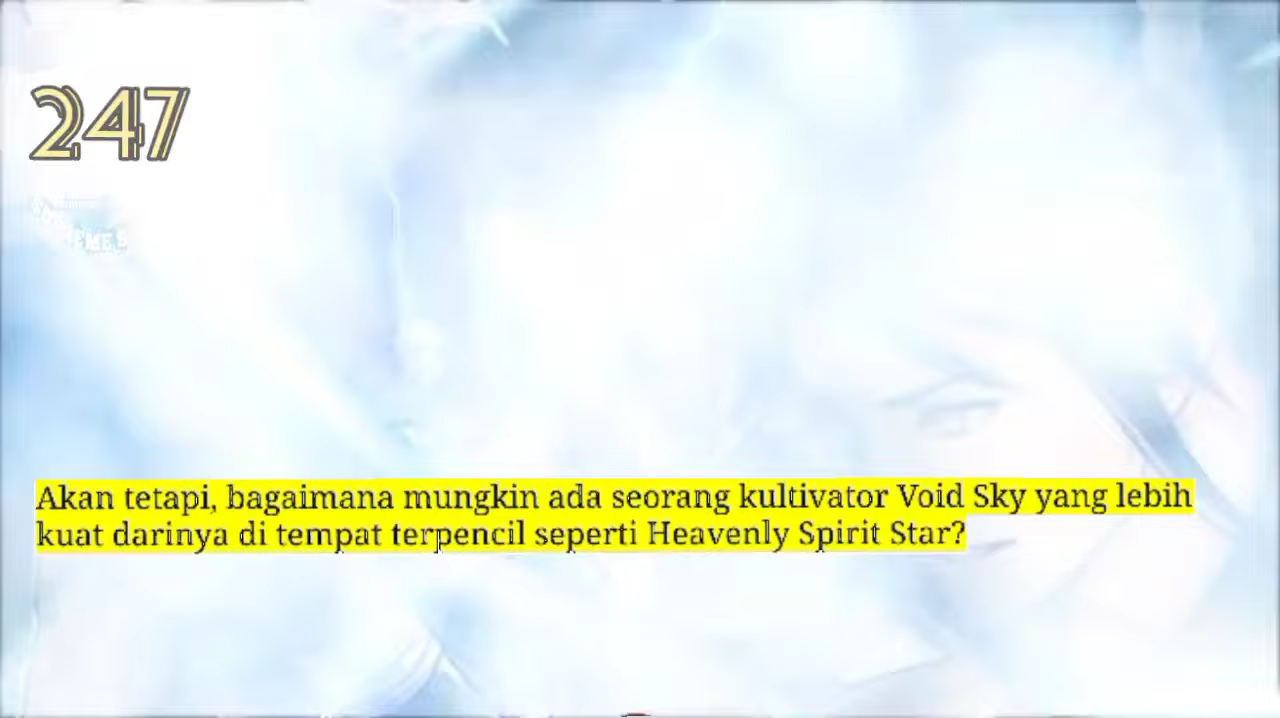 247
Akan tetapi, bagaimana mungkin ada seorang kultivator Void Sky yang lebih
kuat darinya di tempat terpencil seperti Heavenly Spirit Star?